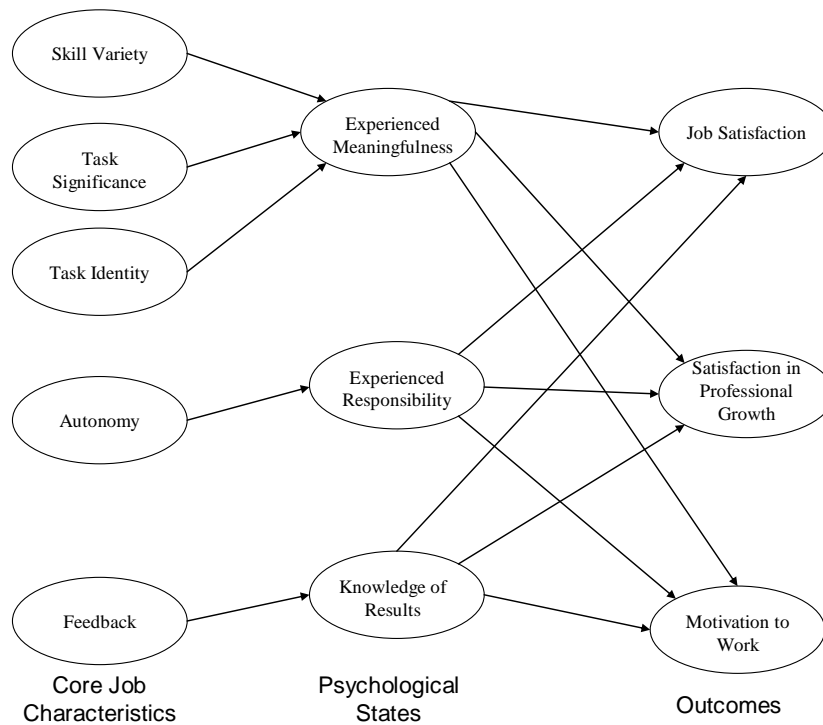 Skill Variety
Task
Significance
Task Identity
Autonomy
Feedback
Core Job
Characteristics
Experienced
Meaningfulness
Experienced
Responsibility
Knowledge of
Results
Psychological
States
Job Satisfaction
Satisfaction in
Professional
Growth
Motivation to
Work
Outcomes